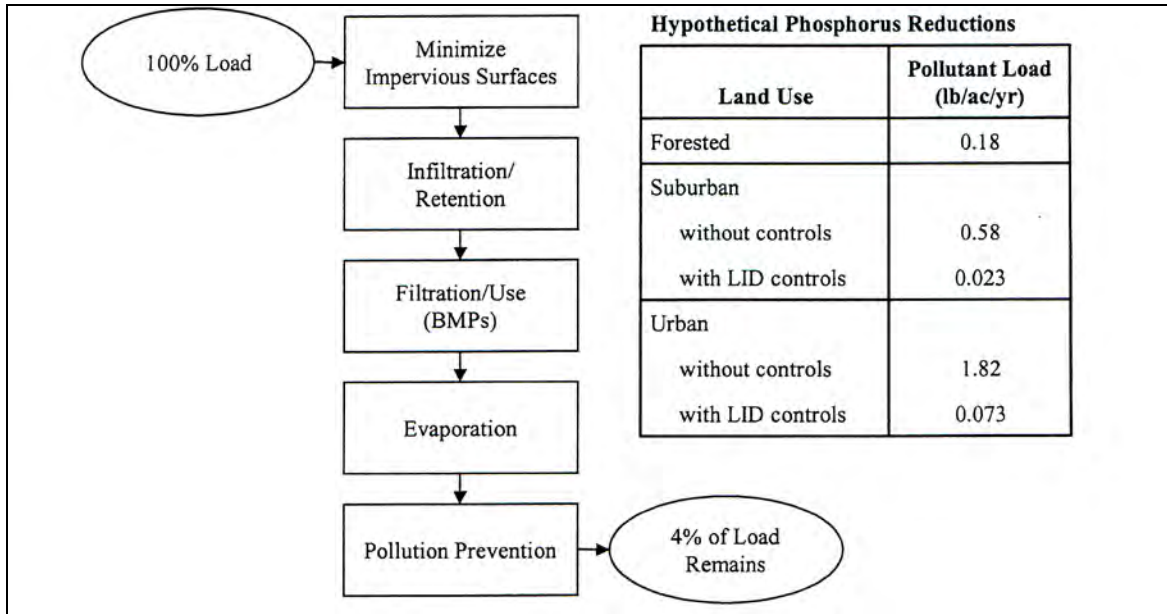 100% Load
Minimize
Impervious Surfaces
Infiltration/
Retention
Filtration/Use
(BMPs)
Evaporation
Pollution Prevention
4% of Load
Remains
Hypothetical Phosphorus Reductions
Land Use
Pollutant Load
(lb/ac/yr)
Forested 0.18
Suburban
without controls 0.58
with LID controls 0.023
Urban
without controls 1.82
with LID controls 0.073